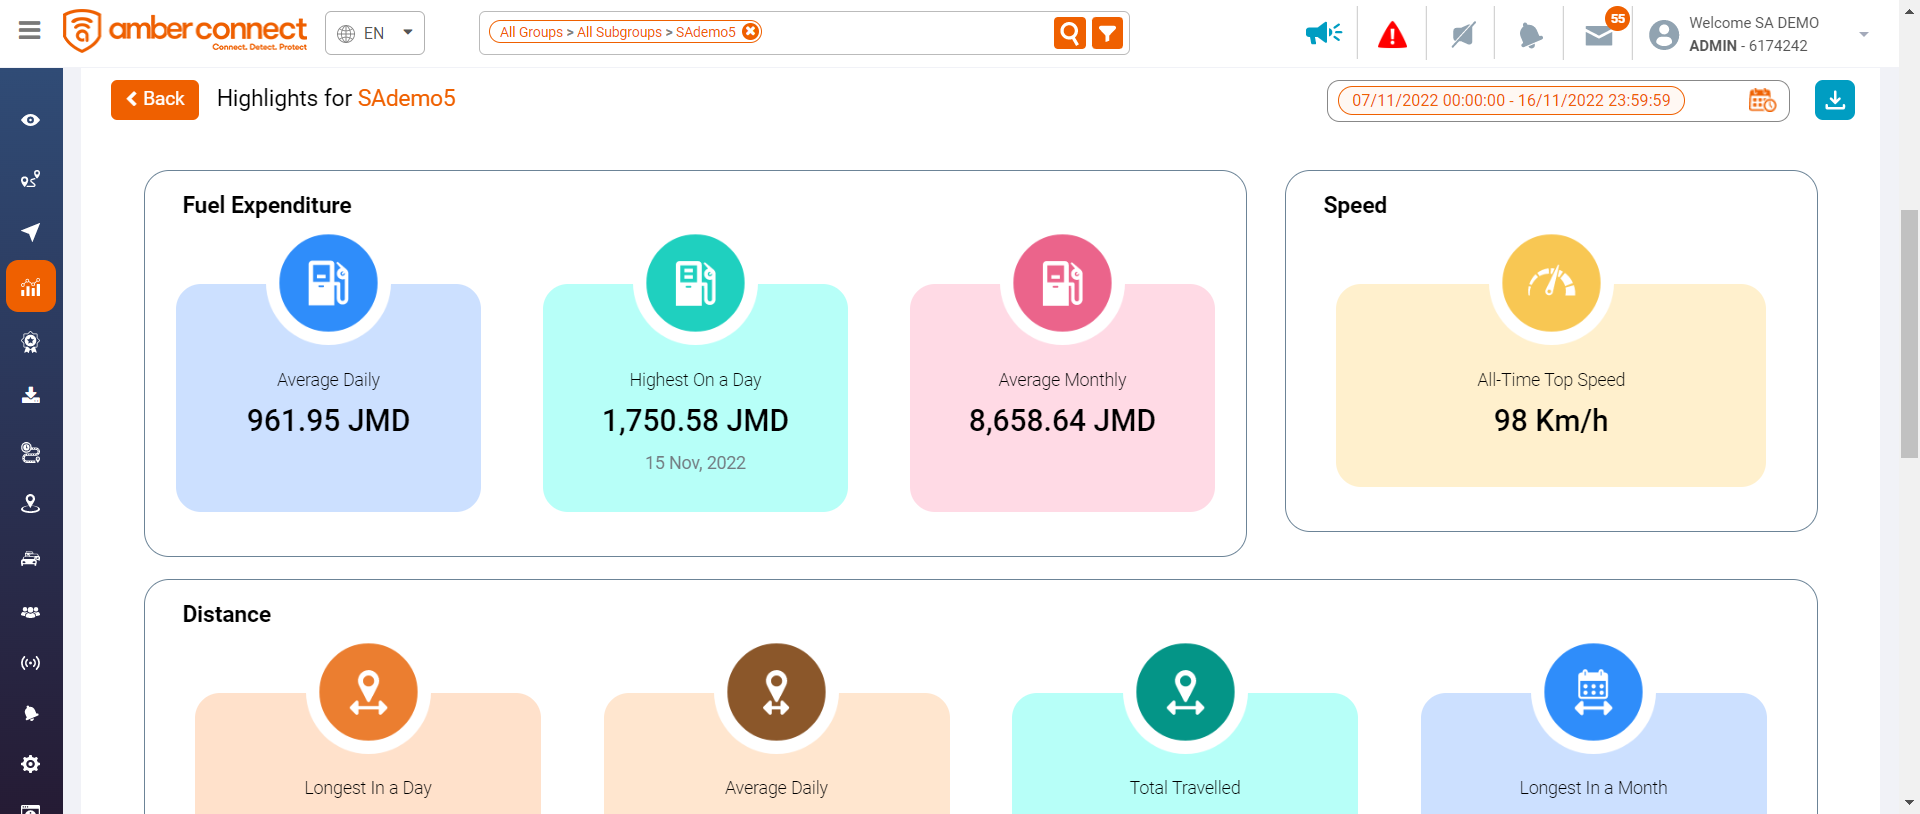 amber connect
Connect. Detect. Protect
EN
All Groups > All Subgroups > SAdemo5
55
Welcome SA DEMO
ADMIN - 6174242
Back
Highlights for SAdemo5
07/11/2022 00:00:00 - 16/11/2022 23:59:59
Fuel Expenditure
Average Daily
961.95 JMD
Highest On a Day
1,750.58 JMD
15 Nov, 2022
Average Monthly
8,658.64 JMD
Speed
All-Time Top Speed
98 Km/h
Distance
Longest In a Day
Average Daily
Total Travelled
Longest In a Month